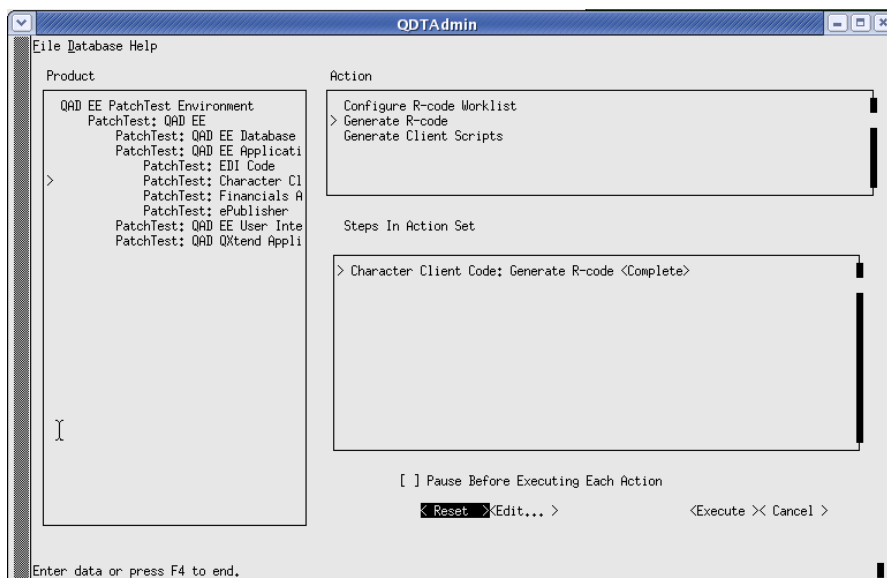 QDTAdmin
File Database Help
Product
QAD EE PatchTest Environment
PatchTest: QAD EE
PatchTest: QAD EE Database
PatchTest: QAD EE Applicati
PatchTest: EDI Code
> PatchTest: Character Cl
PatchTest: Financials A
PatchTest: ePublisher
PatchTest: QAD EE User Inte
PatchTest: QAD QXtend Appli
Action
Configure R-code Worklist
> Generate R-code
Generate Client Scripts
Steps In Action Set
> Character Client Code: Generate R-code <Complete>
[ ] Pause Before Executing Each Action
< Reset ><Edit... > <Execute >< Cancel >
Enter data or press F4 to end.